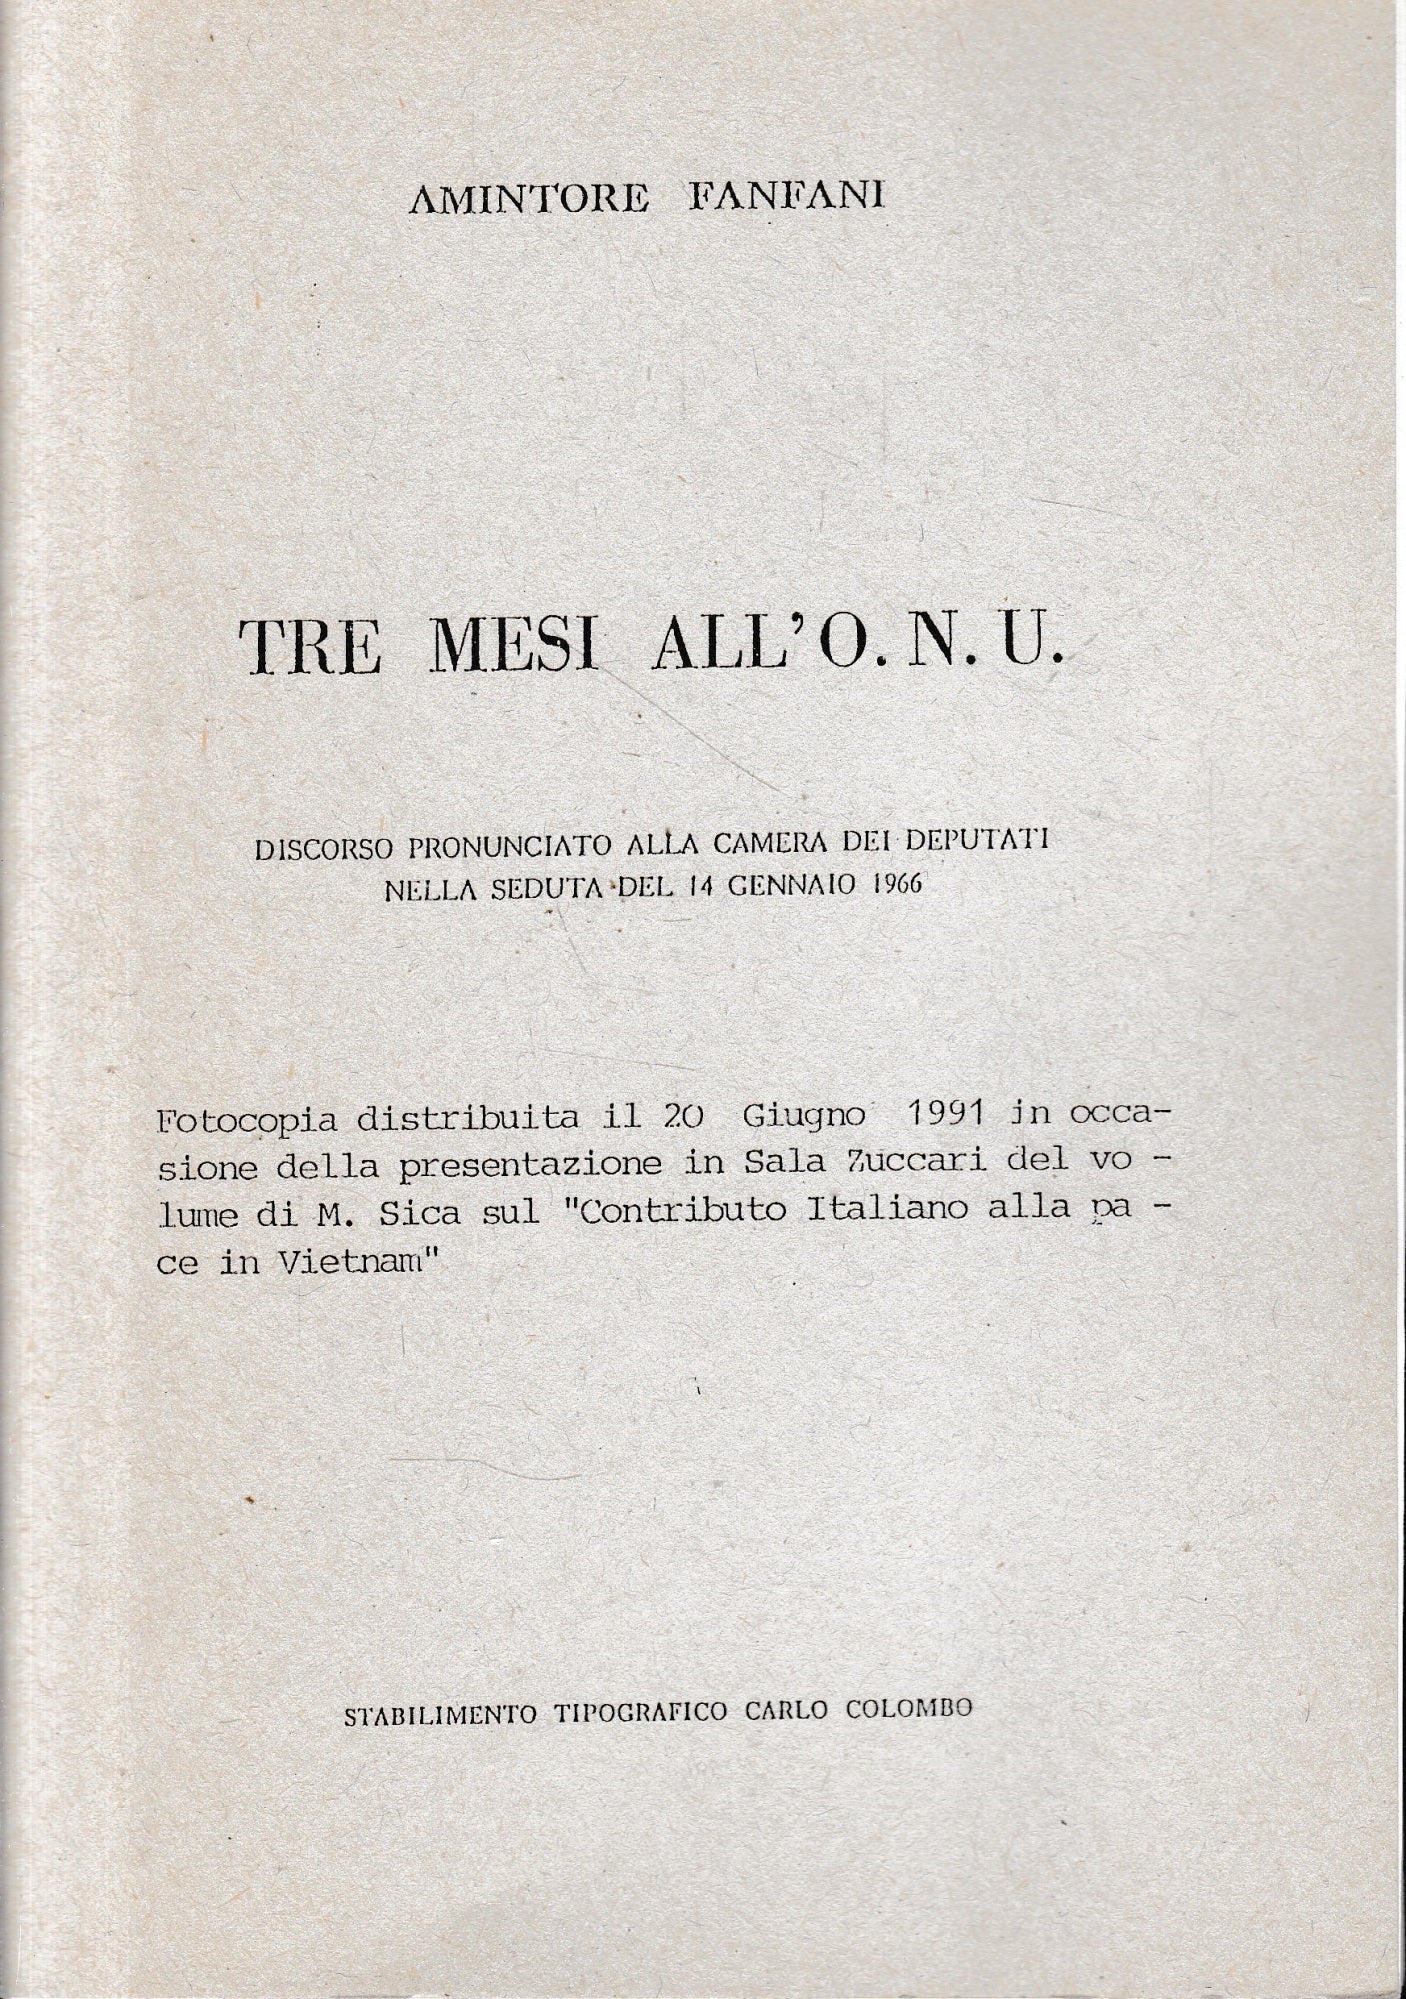 AMINTORE FANFANI
TRE MESI ALL'O.N.U.
DISCORSO PRONUNCIATO ALLA CAMERA DEI DEPUTATI
NELLA SEDUTA DEL 14 GENNAIO 1966
Fotocopia distribuita il 20 Giugno 1991 in occa-
sione della presentazione in Sala Zuccari del vo -
lume di M. Sica sul "Contributo Italiano alla pa -
ce in Vietnam"
STABILIMENTO TIPOGRAFICO CARLO COLOMBO